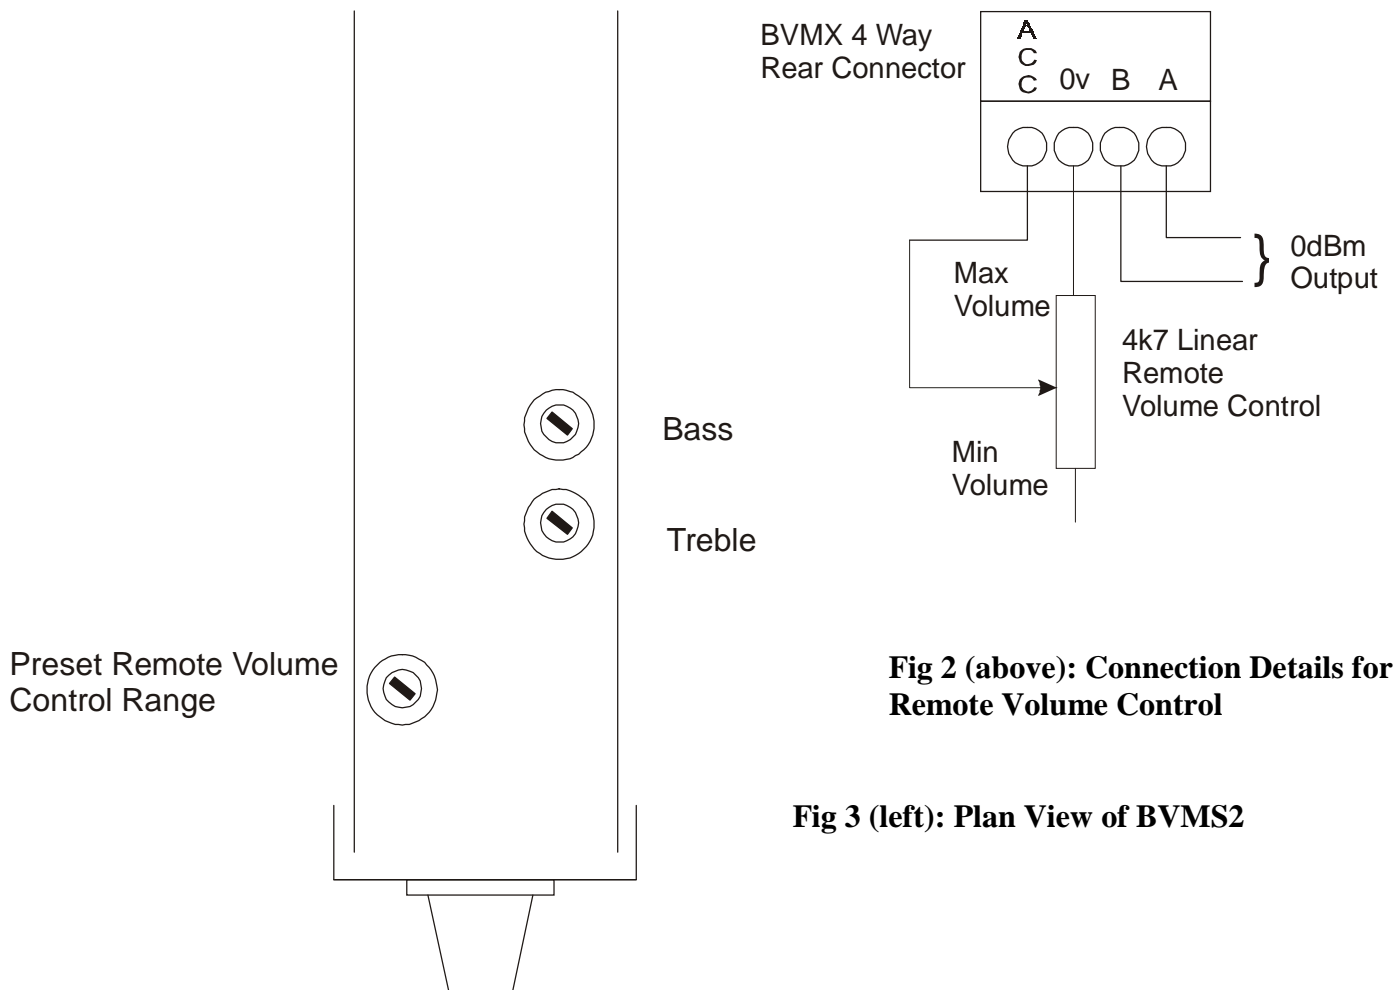 BVMX 4 Way
Rear Connector
A
C
C
0v B A
0dBm
Output
Max
Volume
4k7 Linear
Remote
Volume Control
Min
Volume
Bass
Treble
Preset Remote Volume
Control Range
Fig 2 (above): Connection Details for
Remote Volume Control
Fig 3 (left): Plan View of BVMS2